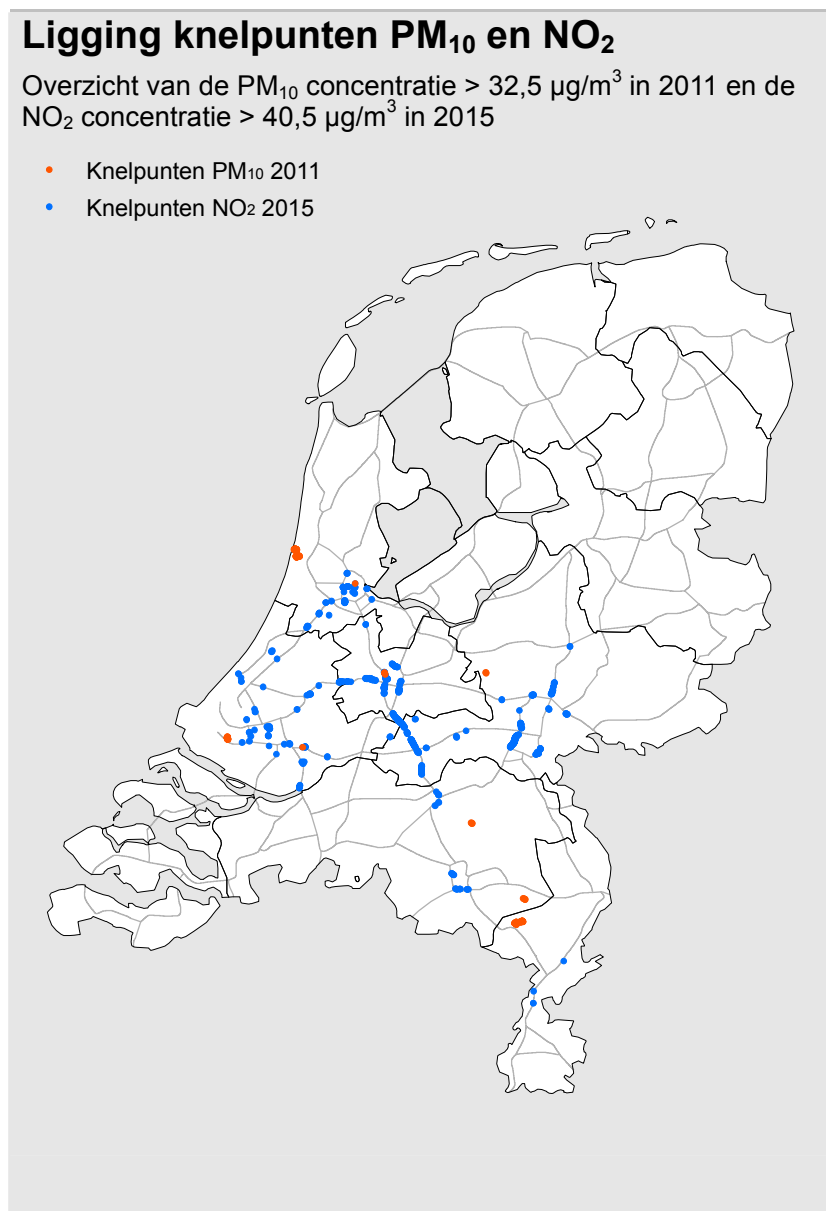 Ligging knelpunten PM₁₀ en NO₂
Overzicht van de PM₁₀ concentratie > 32,5 µg/m³ in 2011 en de
NO₂ concentratie > 40,5 µg/m³ in 2015
Knelpunten PM₁₀ 2011
Knelpunten NO₂ 2015